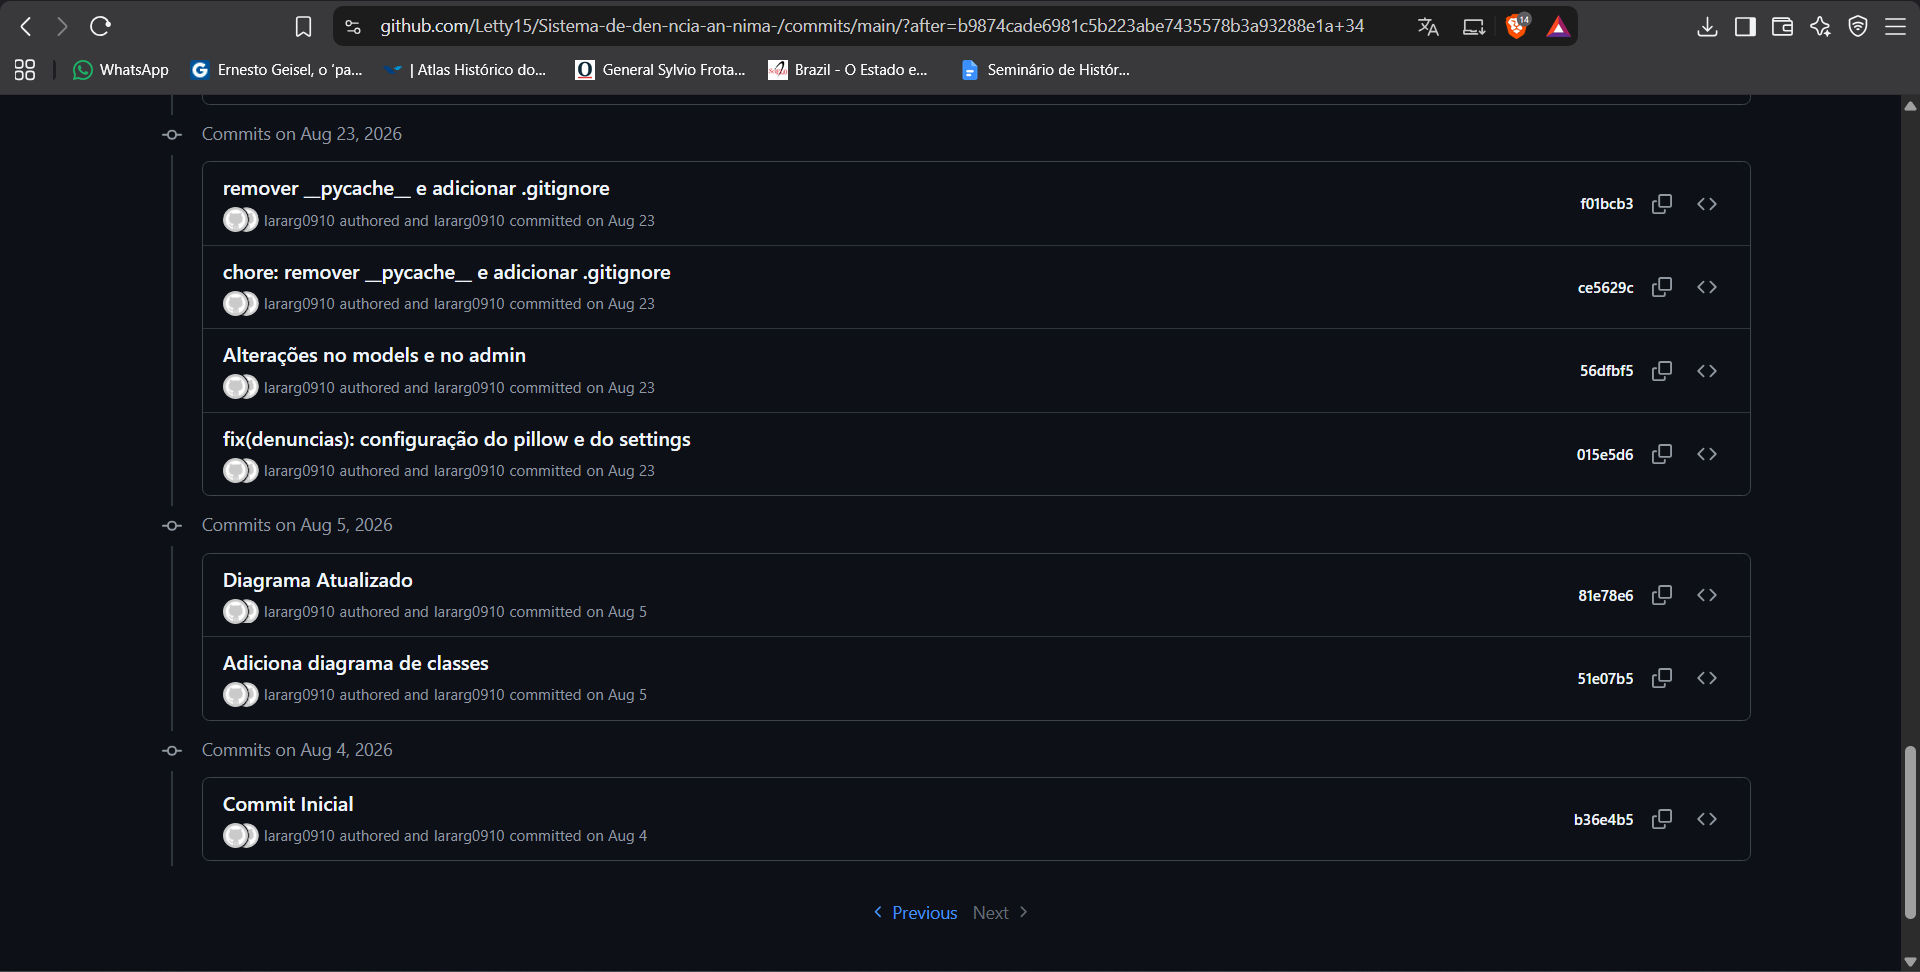 github.com/Letty15/Sistema-de-den-ncia-an-nima-/commits/main/?after=b9874cade6981c5b223abe7435578b3a93288e1a+34
14
WhatsApp
G Ernesto Geisel, o 'pa...
| Atlas Histórico do...
O General Sylvio Frota...
Brazil - O Estado e...
Seminário de Histór...
Commits on Aug 23, 2026
remover __pycache__ e adicionar .gitignore
lararg0910 authored and lararg0910 committed on Aug 23
f01bcb3
chore: remover __pycache__ e adicionar .gitignore
lararg0910 authored and lararg0910 committed on Aug 23
ce5629c
Alterações no models e no admin
lararg0910 authored and lararg0910 committed on Aug 23
56dfbf5
fix(denuncias): configuração do pillow e do settings
lararg0910 authored and lararg0910 committed on Aug 23
015e5d6
Commits on Aug 5, 2026
Diagrama Atualizado
lararg0910 authored and lararg0910 committed on Aug 5
81e78e6
Adiciona diagrama de classes
lararg0910 authored and lararg0910 committed on Aug 5
51e07b5
Commits on Aug 4, 2026
Commit Inicial
lararg0910 authored and lararg0910 committed on Aug 4
b36e4b5
Previous Next